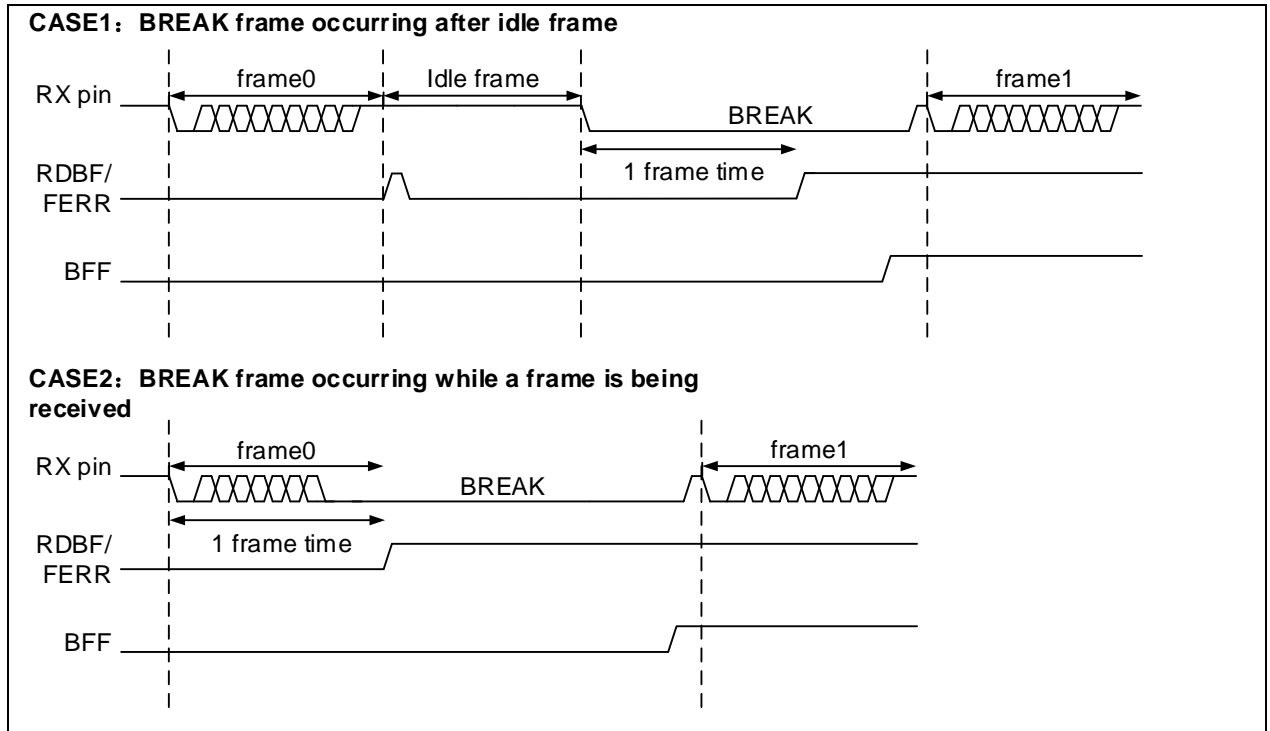 CASE1：BREAK frame occurring after idle frame
frame0
Idle frame
frame1
RX pin
BREAK
1 frame time
RDBF/
FERR
BFF
CASE2：BREAK frame occurring while a frame is being
received
frame0
frame1
RX pin
BREAK
1 frame time
RDBF/
FERR
BFF